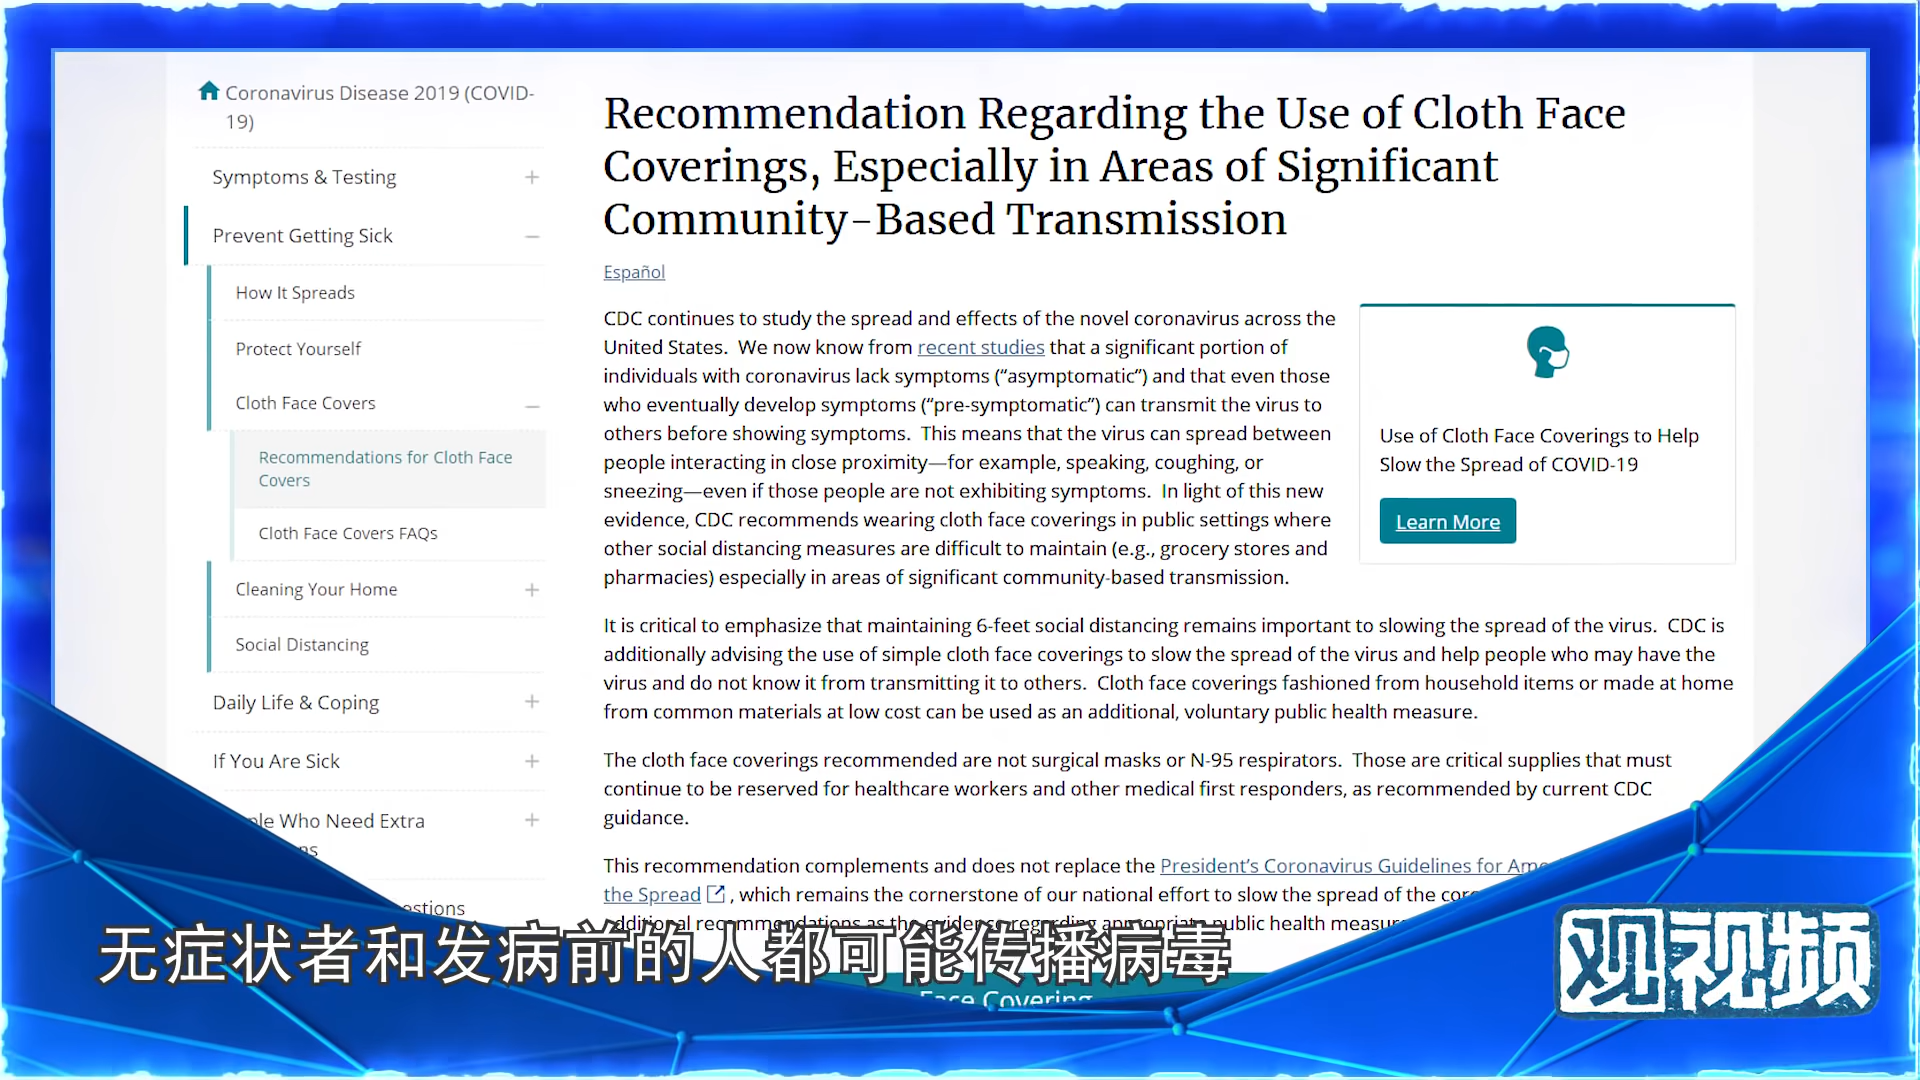 Coronavirus Disease 2019 (COVID-
19)
Symptoms & Testing
Prevent Getting Sick
How It Spreads
Protect Yourself
Cloth Face Covers
Recommendations for Cloth Face
Covers
Cloth Face Covers FAQs
Cleaning Your Home
Social Distancing
Daily Life & Coping
If You Are Sick
Who Need Extra
Recommendation Regarding the Use of Cloth Face
Coverings, Especially in Areas of Significant
Community-Based Transmission
Español
CDC continues to study the spread and effects of the novel coronavirus across the
United States.  We now know from recent studies that a significant portion of
individuals with coronavirus lack symptoms (“asymptomatic”) and that even those
who eventually develop symptoms (“pre-symptomatic”) can transmit the virus to
others before showing symptoms.  This means that the virus can spread between
people interacting in close proximity—for example, speaking, coughing, or
sneezing—even if those people are not exhibiting symptoms.  In light of this new
evidence, CDC recommends wearing cloth face coverings in public settings where
other social distancing measures are difficult to maintain (e.g., grocery stores and
pharmacies) especially in areas of significant community-based transmission.
Use of Cloth Face Coverings to Help
Slow the Spread of COVID-19
Learn More
It is critical to emphasize that maintaining 6-feet social distancing remains important to slowing the spread of the virus.  CDC is
additionally advising the use of simple cloth face coverings to slow the spread of the virus and help people who may have the
virus and do not know it from transmitting it to others.  Cloth face coverings fashioned from household items or made at home
from common materials at low cost can be used as an additional, voluntary public health measure.
The cloth face coverings recommended are not surgical masks or N-95 respirators.  Those are critical supplies that must
continue to be reserved for healthcare workers and other medical first responders, as recommended by current CDC
guidance.
This recommendation complements and does not replace the President’s Coronavirus Guidelines for
the Spread , which remains the cornerstone of our national effort to slow the spread of the
additional recommendations as the evidence regarding appropriate public health
Face Covering
无症状者和发病前的人都可能传播病毒
观视频